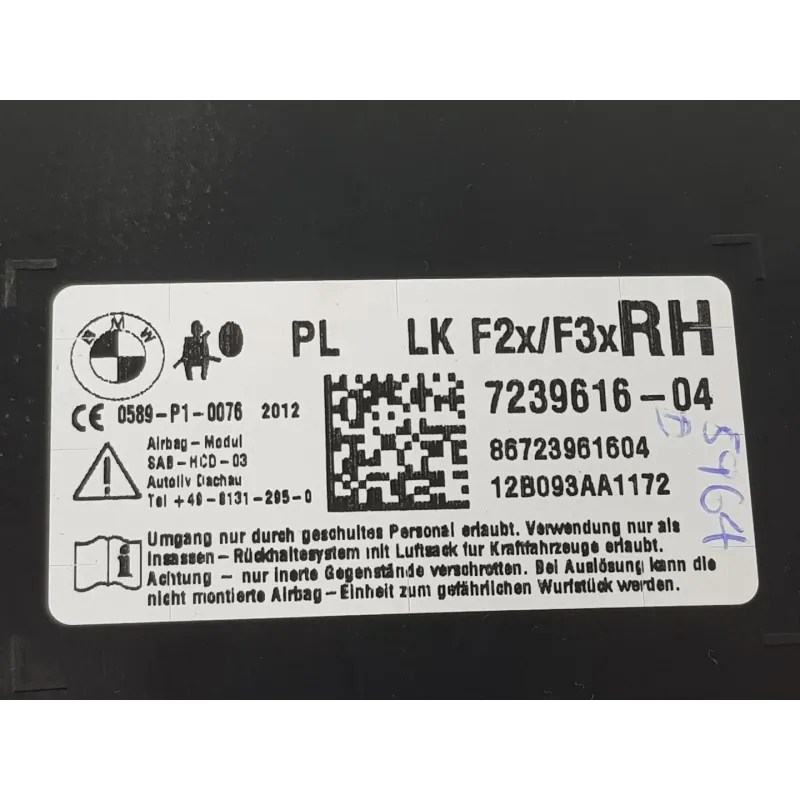 BMW
PL LK F2x/F3x RH
CE 0589-P1-0076 2012
7239616-04
Airbag-Modul
SAB-HCD-03
Autoliv Dachau
Tel +49-8131-295-0
86723961604
12B093AA1172
5964
i
Umgang nur durch geschultes Personal erlaubt. Verwendung nur als
Insassen-Rückhaltesystem mit Luftsack fur Kraftfahrzeuge erlaubt.
Achtung - nur inerte Gegenstände verschrotten. Bei Auslösung kann die
nicht montierte Airbag-Einheit zum gefährlichen Wurfstück werden.